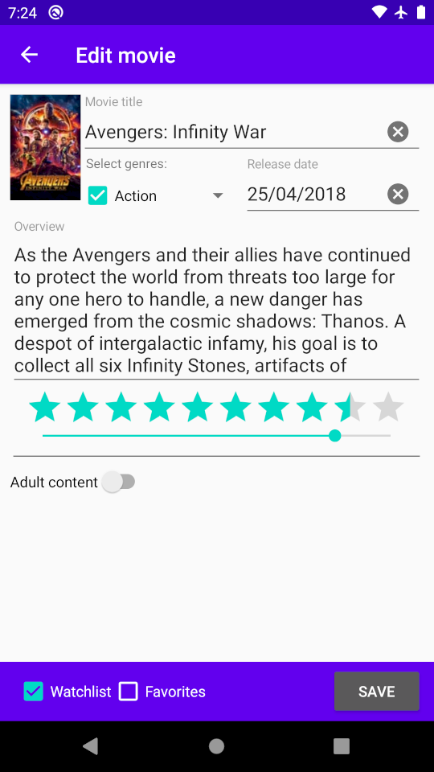 7:24
Edit movie
Movie title
Avengers: Infinity War
Select genres:
Release date
Action
25/04/2018
Overview
As the Avengers and their allies have continued
to protect the world from threats too large for
any one hero to handle, a new danger has
emerged from the cosmic shadows: Thanos. A
despot of intergalactic infamy, his goal is to
collect all six Infinity Stones, artifacts of
Adult content
Watchlist
Favorites
SAVE
AVENGERS
INFINITY WAR